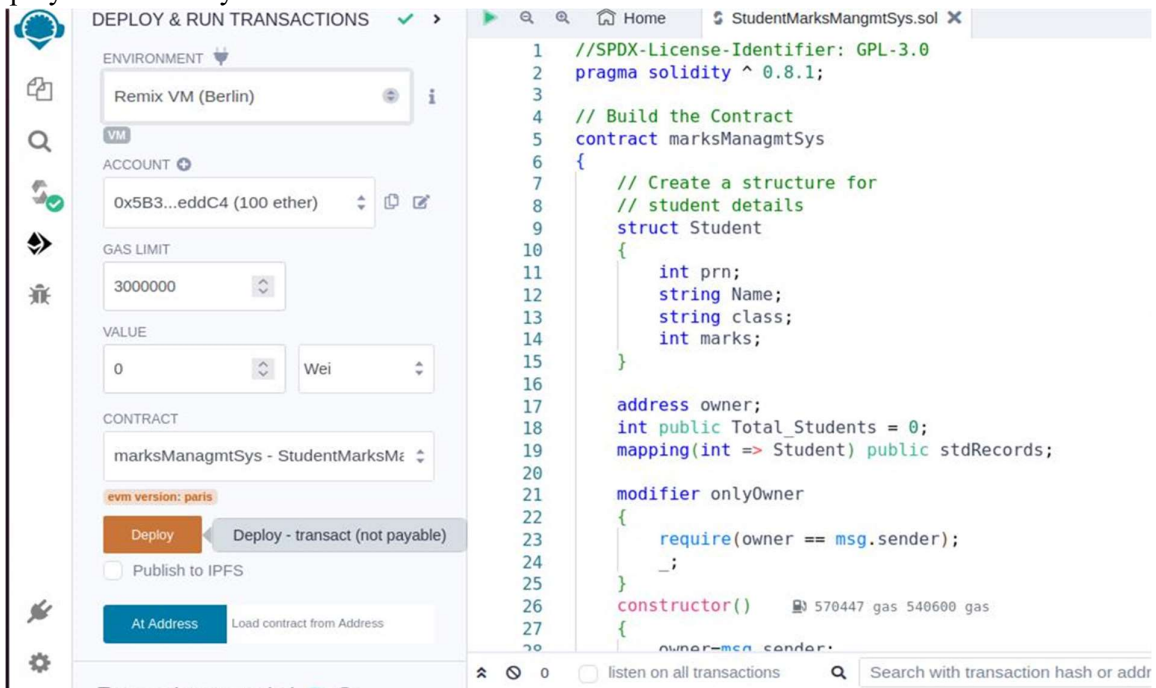 DEPLOY & RUN TRANSACTIONS
ENVIRONMENT
Remix VM (Berlin)
VM
ACCOUNT
0x5B3...eddC4 (100 ether)
GAS LIMIT
3000000
VALUE
0
Wei
CONTRACT
marksManagmtSys - StudentMarksMa
evm version: paris
Deploy
Deploy - transact (not payable)
Publish to IPFS
At Address
Load contract from Address
Home
StudentMarksMangmtSys.sol
1 //SPDX-License-Identifier: GPL-3.0
2 pragma solidity ^ 0.8.1;
3
4 // Build the Contract
5 contract marksManagmtSys
6 {
7 // Create a structure for
8 // student details
9 struct Student
10 {
11 int prn;
12 string Name;
13 string class;
14 int marks;
15 }
16
17 address owner;
18 int public Total_Students = 0;
19 mapping(int => Student) public stdRecords;
20
21 modifier onlyOwner
22 {
23 require(owner == msg.sender);
24 _;
25 }
26 constructor() 570447 gas 540600 gas
27 {
28 owner=msg.sender;
0
listen on all transactions
Search with transaction hash or addr